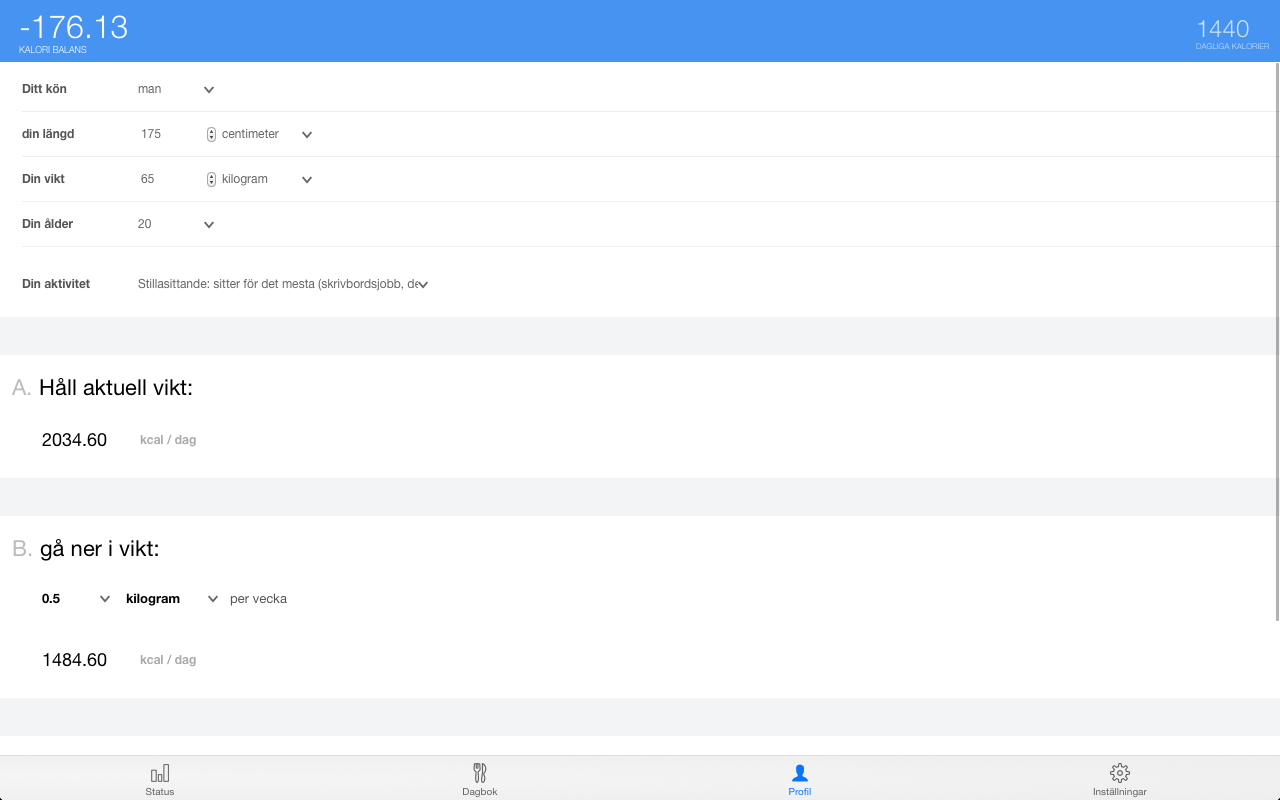 -176.13
KALORI BALANS
1440
DAGLIGA KALORIER
Ditt kön man
din längd 175 centimeter
Din vikt 65 kilogram
Din ålder 20
Din aktivitet Stillasittande: sitter för det mesta (skrivbordsjobb, de
A. Håll aktuell vikt:
2034.60 kcal / dag
B. gå ner i vikt:
0.5 kilogram per vecka
1484.60 kcal / dag
Status Dagbok Profil Inställningar